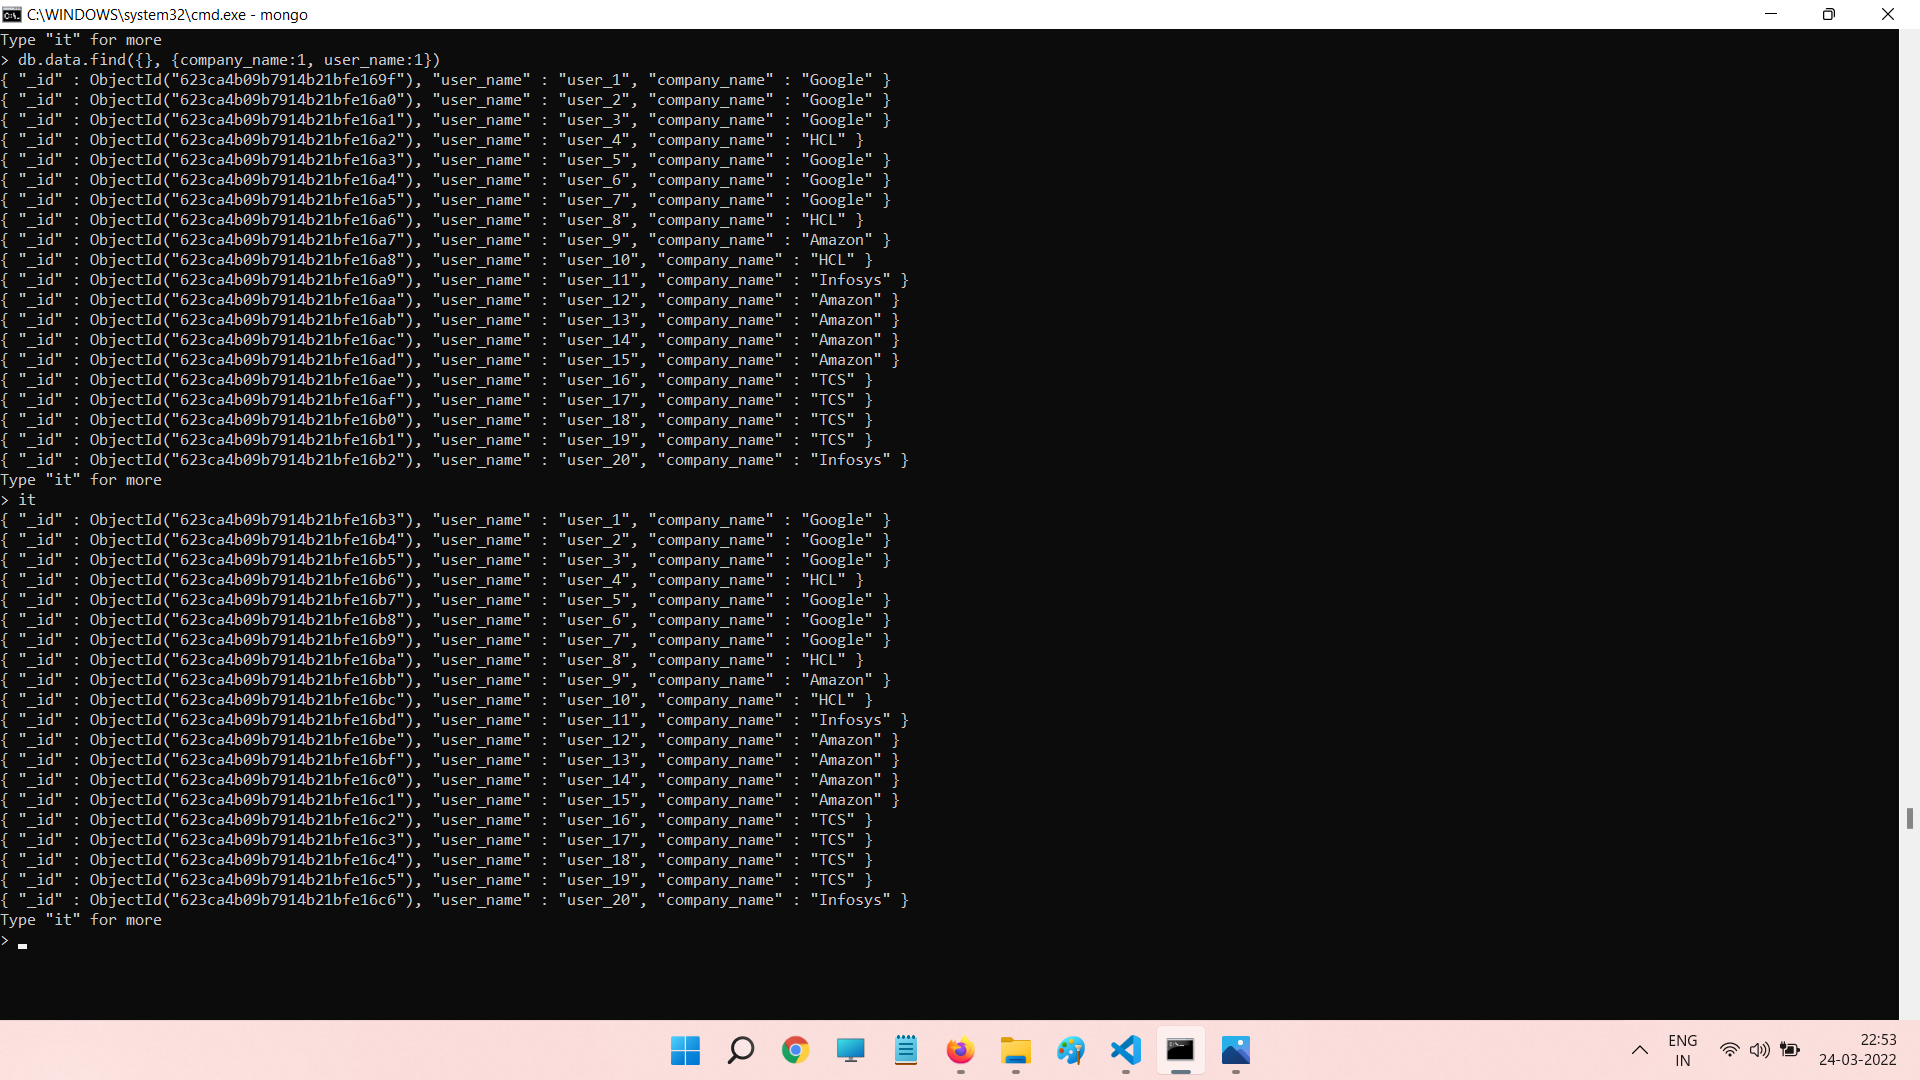 C:\WINDOWS\system32\cmd.exe - mongo
Type "it" for more
> db.data.find({}, {company_name:1, user_name:1})
{ "_id" : ObjectId("623ca4b09b7914b21bfe169f"), "user_name" : "user_1", "company_name" : "Google" }
{ "_id" : ObjectId("623ca4b09b7914b21bfe16a0"), "user_name" : "user_2", "company_name" : "Google" }
{ "_id" : ObjectId("623ca4b09b7914b21bfe16a1"), "user_name" : "user_3", "company_name" : "Google" }
{ "_id" : ObjectId("623ca4b09b7914b21bfe16a2"), "user_name" : "user_4", "company_name" : "HCL" }
{ "_id" : ObjectId("623ca4b09b7914b21bfe16a3"), "user_name" : "user_5", "company_name" : "Google" }
{ "_id" : ObjectId("623ca4b09b7914b21bfe16a4"), "user_name" : "user_6", "company_name" : "Google" }
{ "_id" : ObjectId("623ca4b09b7914b21bfe16a5"), "user_name" : "user_7", "company_name" : "Google" }
{ "_id" : ObjectId("623ca4b09b7914b21bfe16a6"), "user_name" : "user_8", "company_name" : "HCL" }
{ "_id" : ObjectId("623ca4b09b7914b21bfe16a7"), "user_name" : "user_9", "company_name" : "Amazon" }
{ "_id" : ObjectId("623ca4b09b7914b21bfe16a8"), "user_name" : "user_10", "company_name" : "HCL" }
{ "_id" : ObjectId("623ca4b09b7914b21bfe16a9"), "user_name" : "user_11", "company_name" : "Infosys" }
{ "_id" : ObjectId("623ca4b09b7914b21bfe16aa"), "user_name" : "user_12", "company_name" : "Amazon" }
{ "_id" : ObjectId("623ca4b09b7914b21bfe16ab"), "user_name" : "user_13", "company_name" : "Amazon" }
{ "_id" : ObjectId("623ca4b09b7914b21bfe16ac"), "user_name" : "user_14", "company_name" : "Amazon" }
{ "_id" : ObjectId("623ca4b09b7914b21bfe16ad"), "user_name" : "user_15", "company_name" : "Amazon" }
{ "_id" : ObjectId("623ca4b09b7914b21bfe16ae"), "user_name" : "user_16", "company_name" : "TCS" }
{ "_id" : ObjectId("623ca4b09b7914b21bfe16af"), "user_name" : "user_17", "company_name" : "TCS" }
{ "_id" : ObjectId("623ca4b09b7914b21bfe16b0"), "user_name" : "user_18", "company_name" : "TCS" }
{ "_id" : ObjectId("623ca4b09b7914b21bfe16b1"), "user_name" : "user_19", "company_name" : "TCS" }
{ "_id" : ObjectId("623ca4b09b7914b21bfe16b2"), "user_name" : "user_20", "company_name" : "Infosys" }
Type "it" for more
> it
{ "_id" : ObjectId("623ca4b09b7914b21bfe16b3"), "user_name" : "user_1", "company_name" : "Google" }
{ "_id" : ObjectId("623ca4b09b7914b21bfe16b4"), "user_name" : "user_2", "company_name" : "Google" }
{ "_id" : ObjectId("623ca4b09b7914b21bfe16b5"), "user_name" : "user_3", "company_name" : "Google" }
{ "_id" : ObjectId("623ca4b09b7914b21bfe16b6"), "user_name" : "user_4", "company_name" : "HCL" }
{ "_id" : ObjectId("623ca4b09b7914b21bfe16b7"), "user_name" : "user_5", "company_name" : "Google" }
{ "_id" : ObjectId("623ca4b09b7914b21bfe16b8"), "user_name" : "user_6", "company_name" : "Google" }
{ "_id" : ObjectId("623ca4b09b7914b21bfe16b9"), "user_name" : "user_7", "company_name" : "Google" }
{ "_id" : ObjectId("623ca4b09b7914b21bfe16ba"), "user_name" : "user_8", "company_name" : "HCL" }
{ "_id" : ObjectId("623ca4b09b7914b21bfe16bb"), "user_name" : "user_9", "company_name" : "Amazon" }
{ "_id" : ObjectId("623ca4b09b7914b21bfe16bc"), "user_name" : "user_10", "company_name" : "HCL" }
{ "_id" : ObjectId("623ca4b09b7914b21bfe16bd"), "user_name" : "user_11", "company_name" : "Infosys" }
{ "_id" : ObjectId("623ca4b09b7914b21bfe16be"), "user_name" : "user_12", "company_name" : "Amazon" }
{ "_id" : ObjectId("623ca4b09b7914b21bfe16bf"), "user_name" : "user_13", "company_name" : "Amazon" }
{ "_id" : ObjectId("623ca4b09b7914b21bfe16c0"), "user_name" : "user_14", "company_name" : "Amazon" }
{ "_id" : ObjectId("623ca4b09b7914b21bfe16c1"), "user_name" : "user_15", "company_name" : "Amazon" }
{ "_id" : ObjectId("623ca4b09b7914b21bfe16c2"), "user_name" : "user_16", "company_name" : "TCS" }
{ "_id" : ObjectId("623ca4b09b7914b21bfe16c3"), "user_name" : "user_17", "company_name" : "TCS" }
{ "_id" : ObjectId("623ca4b09b7914b21bfe16c4"), "user_name" : "user_18", "company_name" : "TCS" }
{ "_id" : ObjectId("623ca4b09b7914b21bfe16c5"), "user_name" : "user_19", "company_name" : "TCS" }
{ "_id" : ObjectId("623ca4b09b7914b21bfe16c6"), "user_name" : "user_20", "company_name" : "Infosys" }
Type "it" for more
>
ENG
IN
22:53
24-03-2022